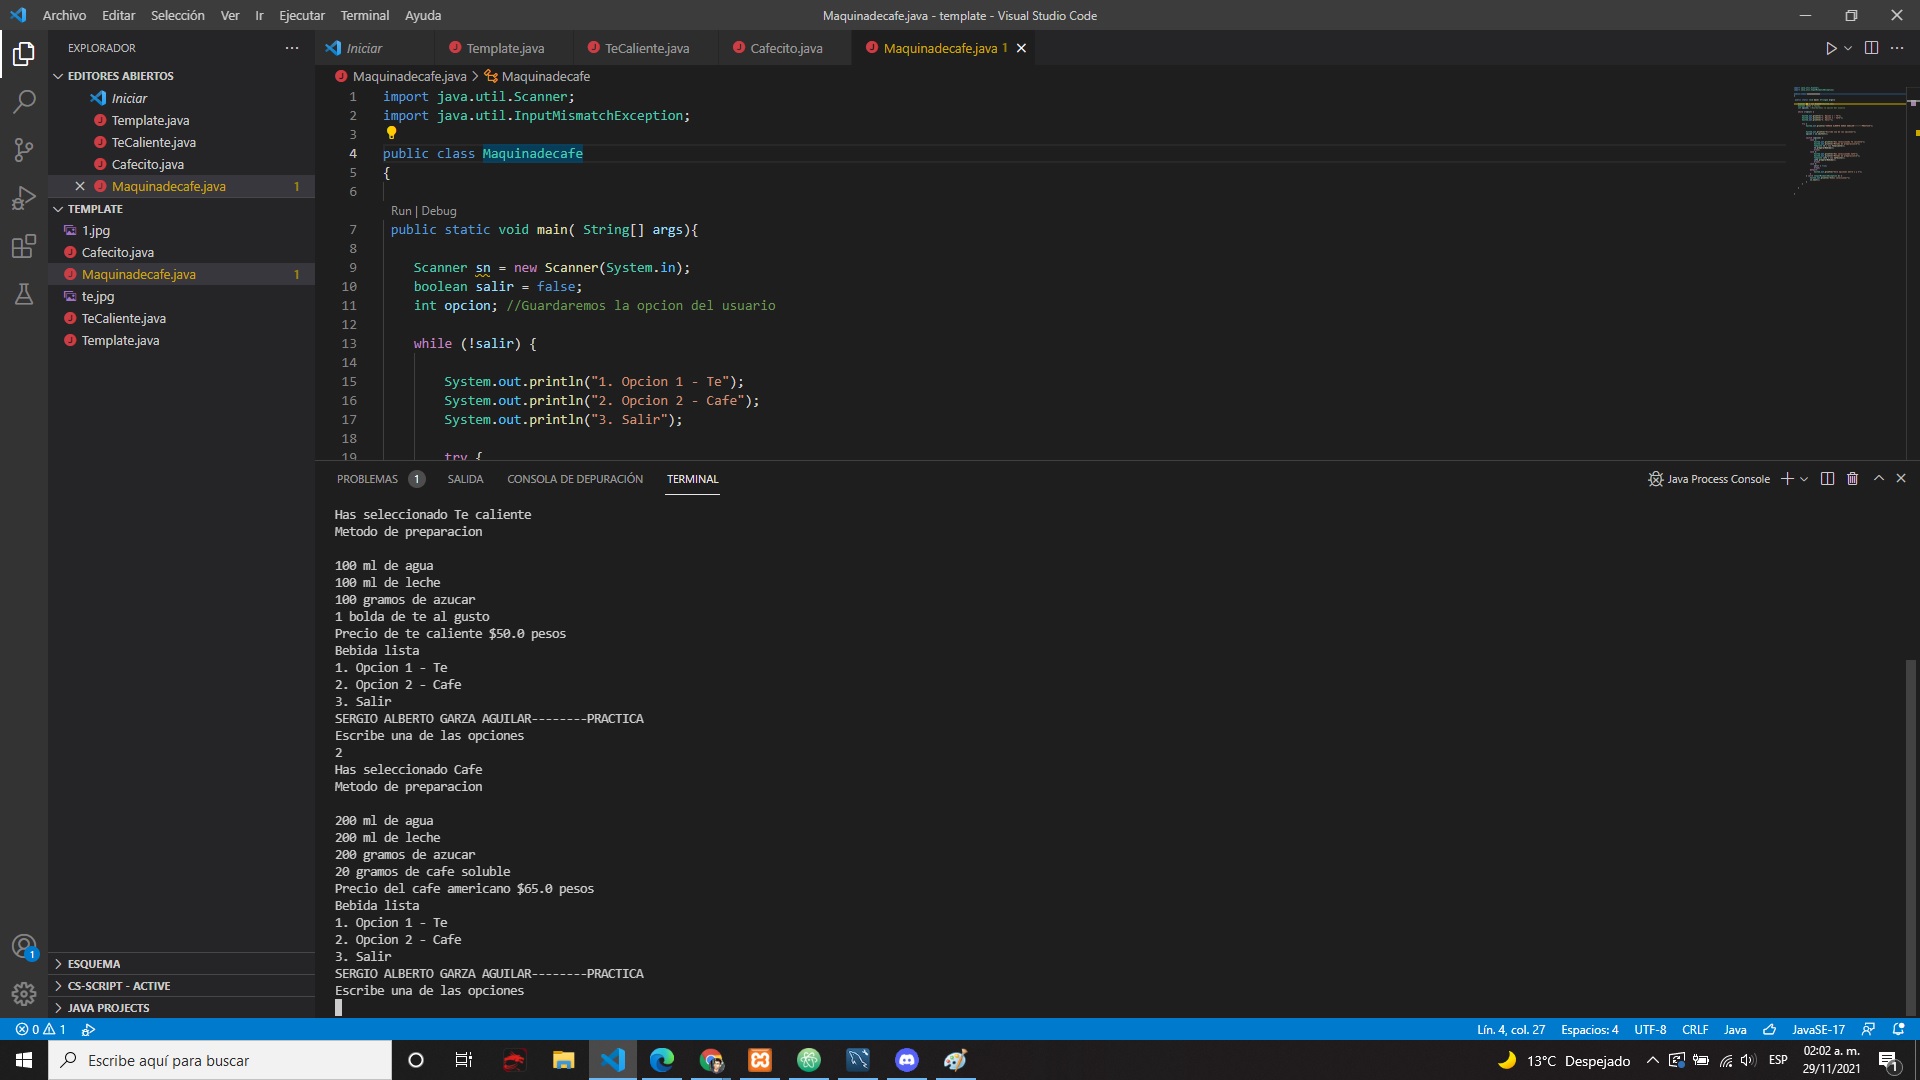 Archivo Editar Selección Ver Ir Ejecutar Terminal Ayuda
Maquinadecafe.java - template - Visual Studio Code
EXPLORADOR
Iniciar Template.java TeCaliente.java Cafecito.java Maquinadecafe.java 1
EDITORES ABIERTOS
Iniciar
Template.java
TeCaliente.java
Cafecito.java
Maquinadecafe.java 1
TEMPLATE
1.jpg
Cafecito.java
Maquinadecafe.java 1
te.jpg
TeCaliente.java
Template.java
ESQUEMA
CS-SCRIPT - ACTIVE
JAVA PROJECTS
Maquinadecafe.java > Maquinadecafe
1 import java.util.Scanner;
2 import java.util.InputMismatchException;
3
4 public class Maquinadecafe
5 {
6
Run | Debug
7 public static void main( String[] args){
8
9 Scanner sn = new Scanner(System.in);
10 boolean salir = false;
11 int opcion; //Guardaremos la opcion del usuario
12
13 while (!salir) {
14
15 System.out.println("1. Opcion 1 - Te");
16 System.out.println("2. Opcion 2 - Cafe");
17 System.out.println("3. Salir");
18
19 try {
PROBLEMAS 1 SALIDA CONSOLA DE DEPURACIÓN TERMINAL
Java Process Console
Has seleccionado Te caliente
Metodo de preparacion
100 ml de agua
100 ml de leche
100 gramos de azucar
1 bolda de te al gusto
Precio de te caliente $50.0 pesos
Bebida lista
1. Opcion 1 - Te
2. Opcion 2 - Cafe
3. Salir
SERGIO ALBERTO GARZA AGUILAR--------PRACTICA
Escribe una de las opciones
2
Has seleccionado Cafe
Metodo de preparacion
200 ml de agua
200 ml de leche
200 gramos de azucar
20 gramos de cafe soluble
Precio del cafe americano $65.0 pesos
Bebida lista
1. Opcion 1 - Te
2. Opcion 2 - Cafe
3. Salir
SERGIO ALBERTO GARZA AGUILAR--------PRACTICA
Escribe una de las opciones
1
0 1
Lín. 4, col. 27 Espacios: 4 UTF-8 CRLF Java JavaSE-17
Escribe aquí para buscar
13°C Despejado
ESP
02:02 a. m.
29/11/2021
1